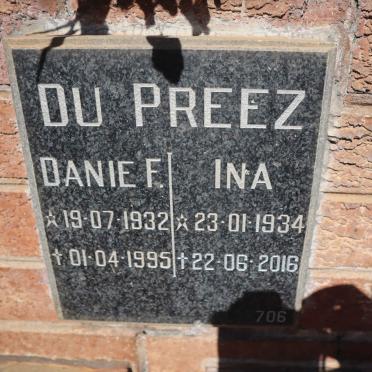 DU PREEZ
DANIE F. INA
☆ 19·07·1932 ☆ 23·01·1934
† 01·04·1995 † 22·06·2016
706